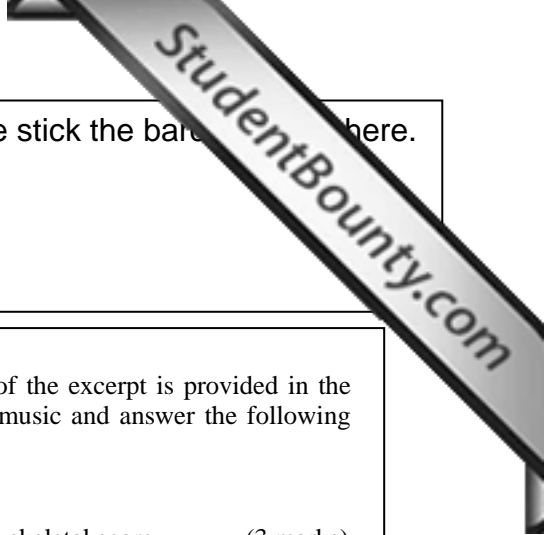 StudentBounty.com
e stick the bar here.
of the excerpt is provided in the
music and answer the following
skeletal score (3 marks)